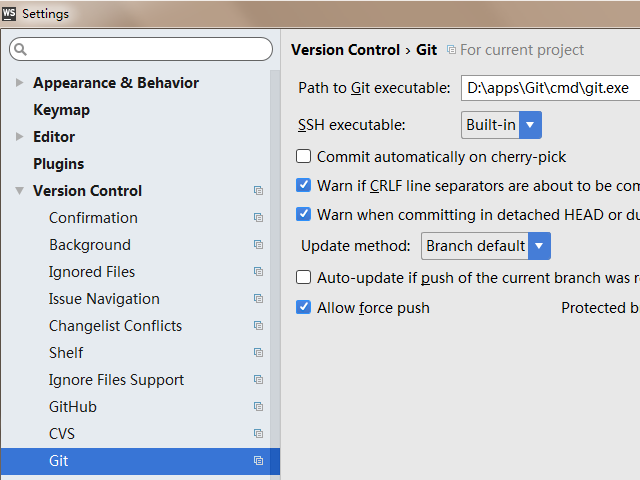 WS Settings
Appearance & Behavior
Keymap
Editor
Plugins
Version Control
Confirmation
Background
Ignored Files
Issue Navigation
Changelist Conflicts
Shelf
Ignore Files Support
GitHub
CVS
Git
Version Control › Git For current project
Path to Git executable: D:\apps\Git\cmd\git.exe
SSH executable: Built-in
Commit automatically on cherry-pick
Warn if CRLF line separators are about to be com
Warn when committing in detached HEAD or du
Update method: Branch default
Auto-update if push of the current branch was r
Allow force push Protected b